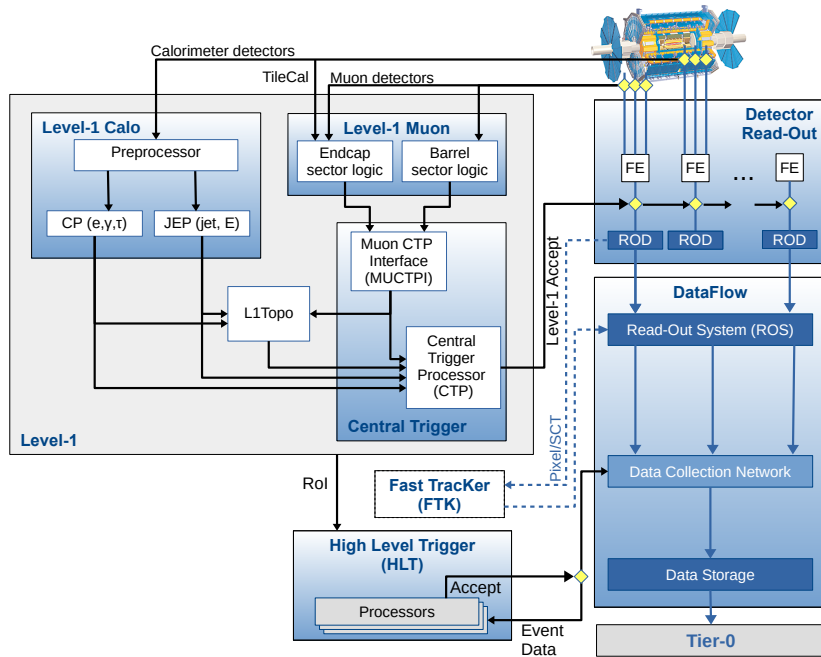 Calorimeter detectors
TileCal
Muon detectors
Detector
Read-Out
Level-1 Calo
Preprocessor
CP (e,γ,τ)
JEP (jet, E)
Level-1 Muon
Endcap
sector logic
Barrel
sector logic
FE
FE
...
FE
ROD
ROD
ROD
Muon CTP
Interface
(MUCTPI)
L1Topo
Central
Trigger
Processor
(CTP)
Central Trigger
Level-1
Level-1 Accept
Pixel/SCT
DataFlow
Read-Out System (ROS)
Data Collection Network
Data Storage
Tier-0
RoI
Fast TracKer
(FTK)
High Level Trigger
(HLT)
Accept
Processors
Event
Data